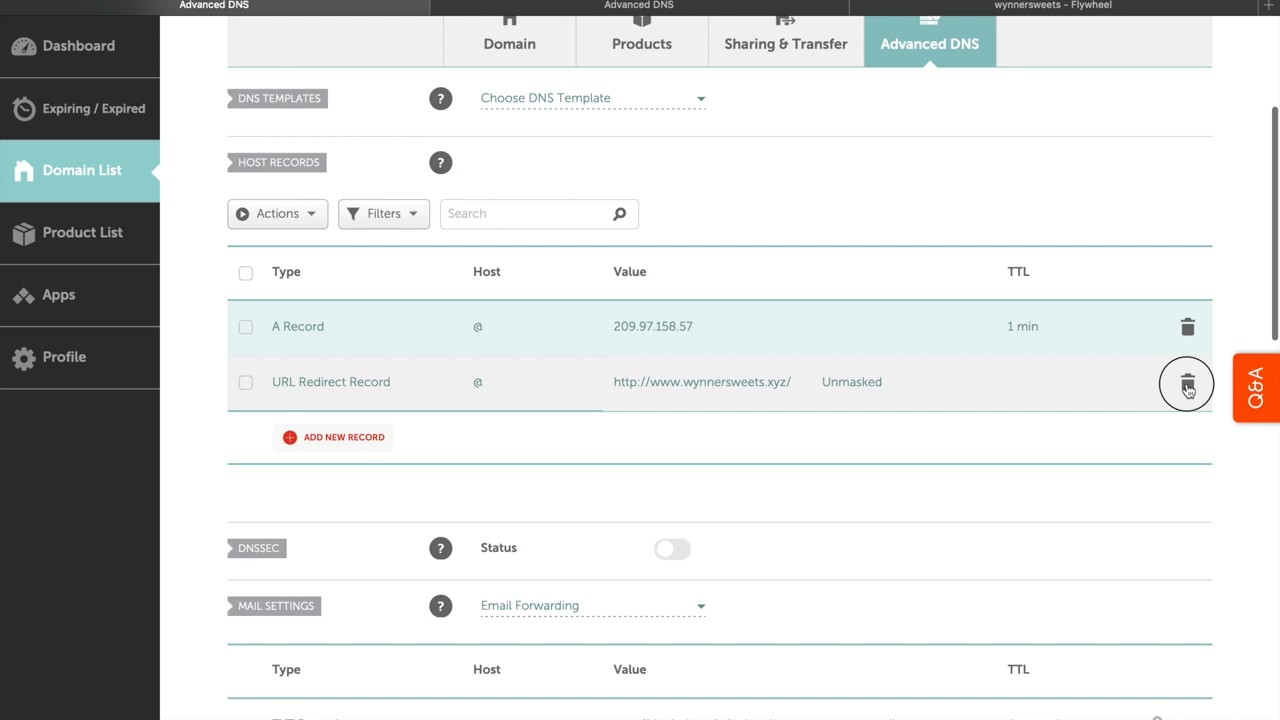 Advanced DNS
Advanced DNS
wynnersweets - Flywheel
Dashboard
Expiring / Expired
Domain List
Product List
Apps
Profile
Domain
Products
Sharing & Transfer
Advanced DNS
DNS TEMPLATES
?
Choose DNS Template
HOST RECORDS
?
Actions
Filters
Search
Type Host Value TTL
A Record @ 209.97.158.57 1 min
URL Redirect Record @ http://www.wynnersweets.xyz/ Unmasked
ADD NEW RECORD
Q&A
DNSSEC
?
Status
MAIL SETTINGS
?
Email Forwarding
Type Host Value TTL